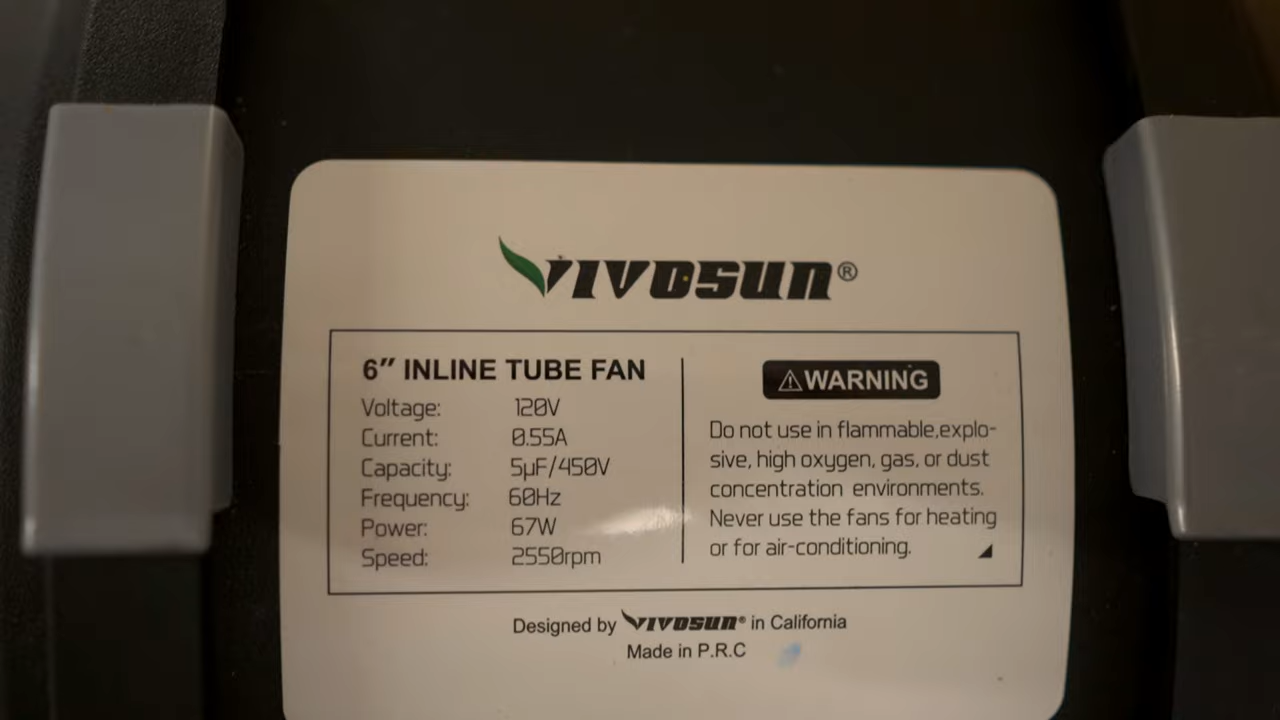 VIVOSUN®
6" INLINE TUBE FAN
Voltage: 120V
Current: 0.55A
Capacity: 5µF/450V
Frequency: 60Hz
Power: 67W
Speed: 2550rpm
⚠WARNING
Do not use in flammable,explo-
sive, high oxygen, gas, or dust
concentration environments.
Never use the fans for heating
or for air-conditioning.
Designed by VIVOSUN® in California
Made in P.R.C